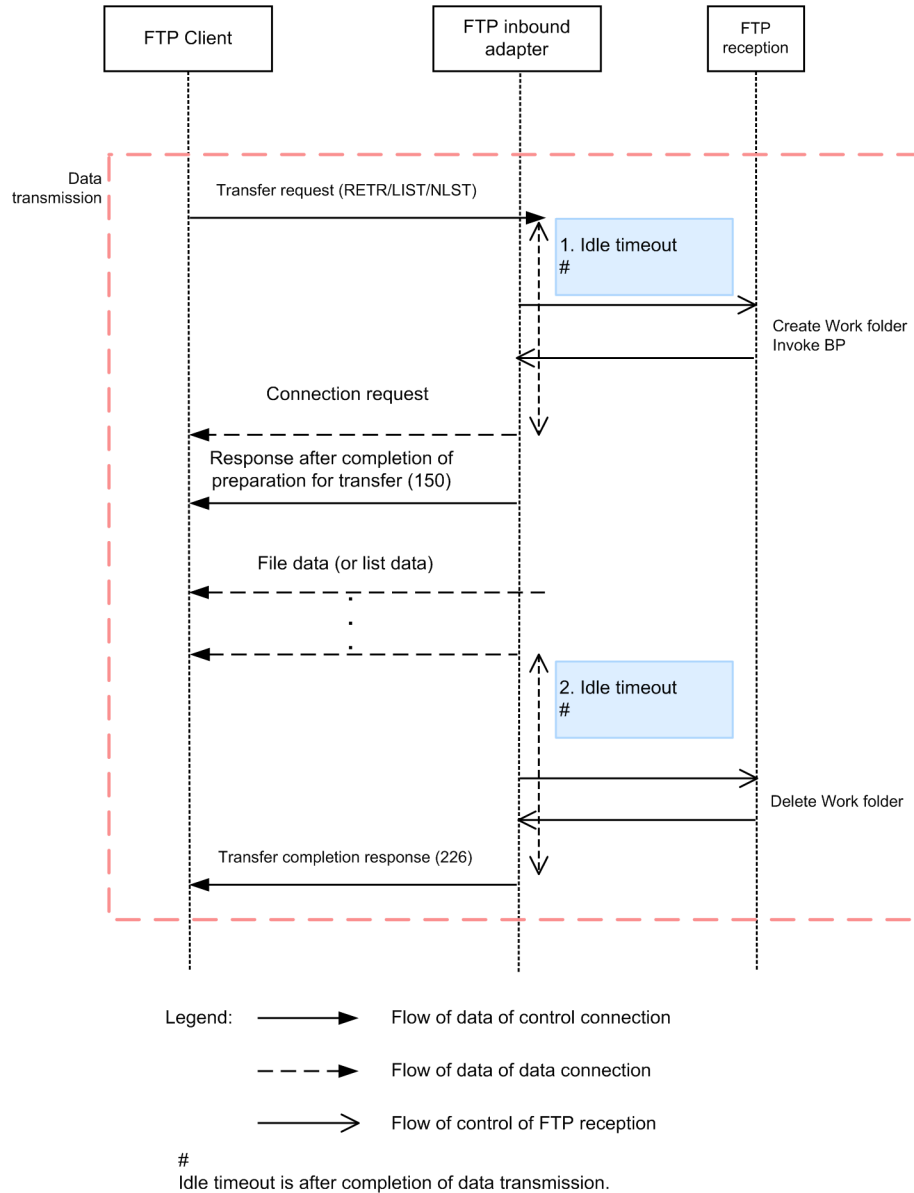 FTP Client
FTP inbound
adapter
FTP
reception
Data
transmission
Transfer request (RETR/LIST/NLST)
1. Idle timeout
#
Create Work folder
Invoke BP
Connection request
Response after completion of
preparation for transfer (150)
File data (or list data)
2. Idle timeout
#
Delete Work folder
Transfer completion response (226)
Legend:
Flow of data of control connection
Flow of data of data connection
Flow of control of FTP reception
#
Idle timeout is after completion of data transmission.